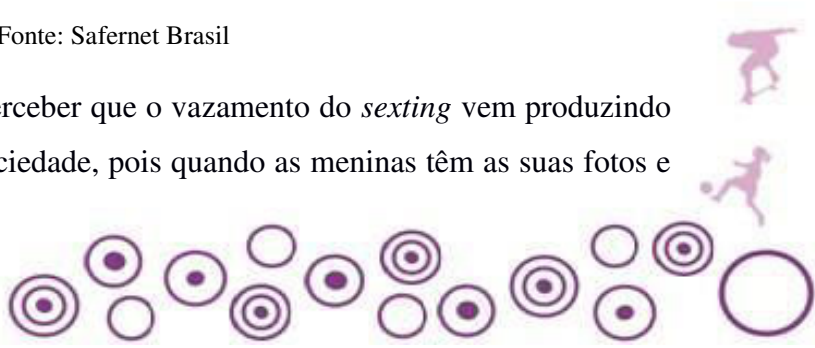 Fonte: Safernet Brasil
erceber que o vazamento do sexting vem produzindo
ciedade, pois quando as meninas têm as suas fotos e